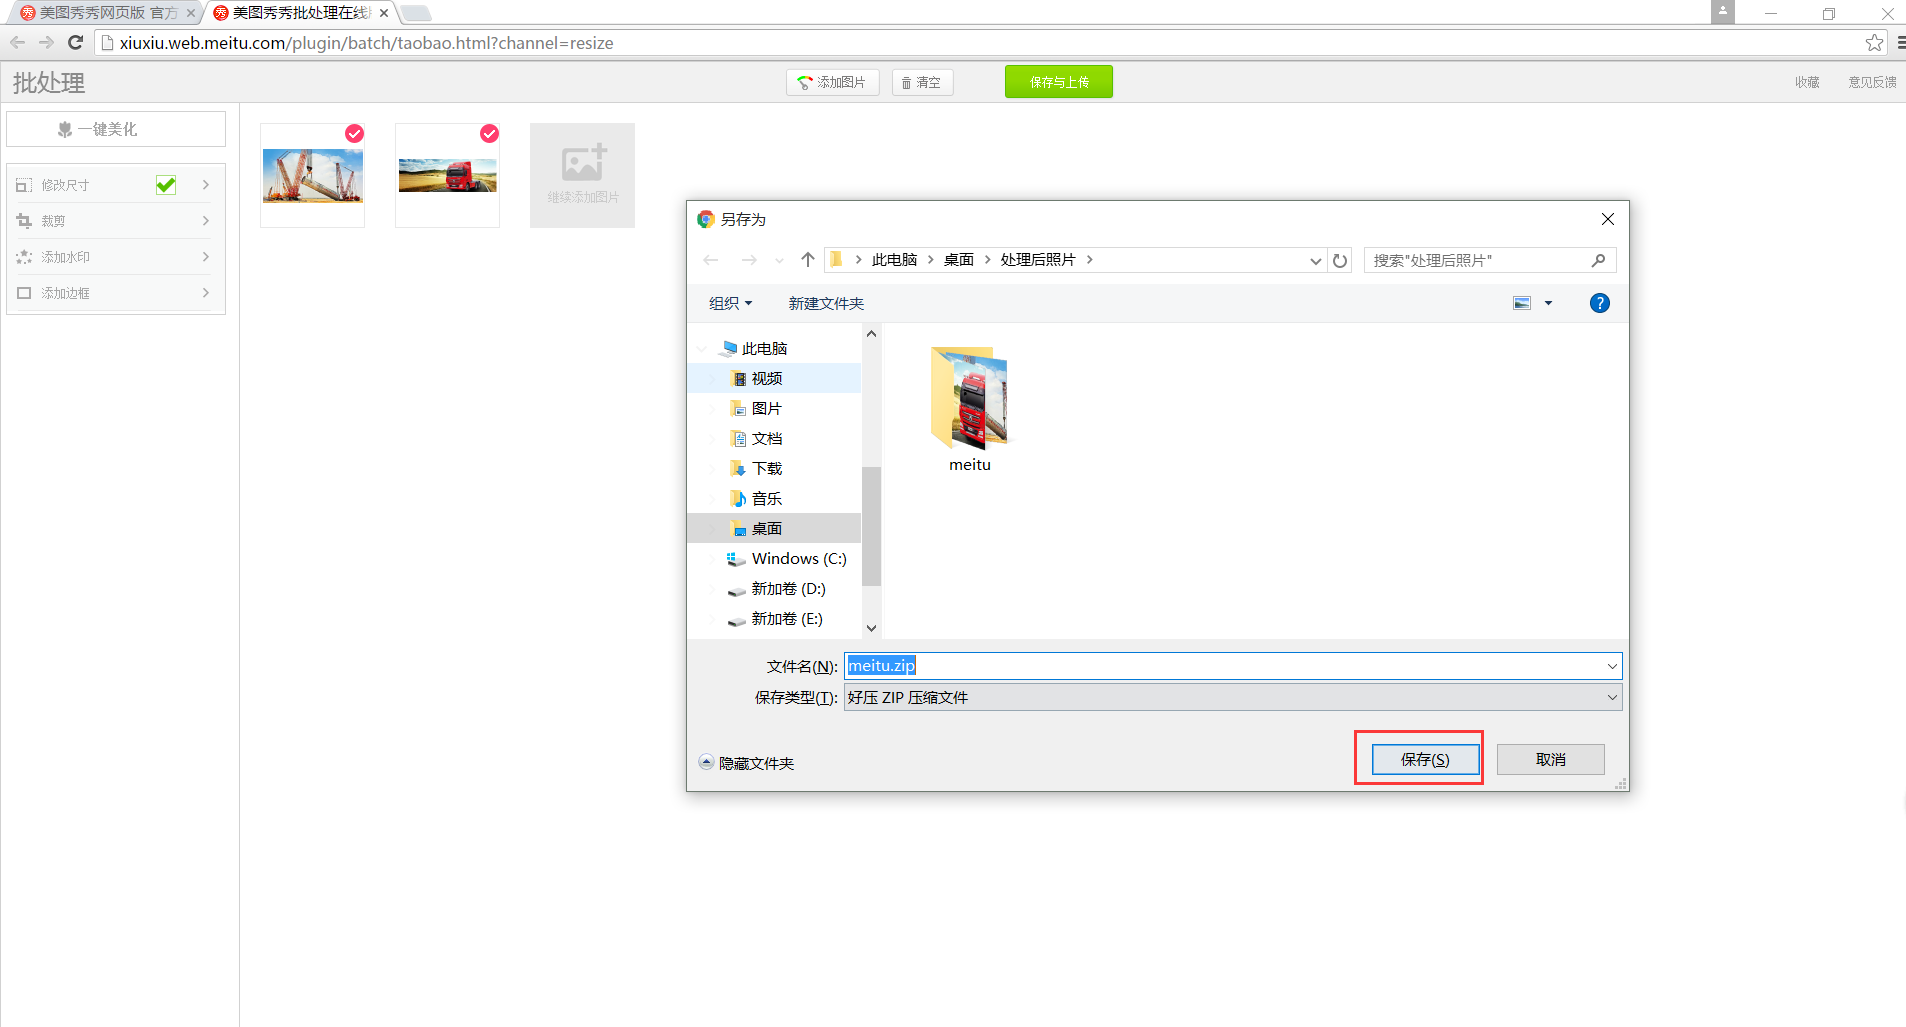 美图秀秀网页版 官方
美图秀秀批处理在线
xiuxiu.web.meitu.com/plugin/batch/taobao.html?channel=resize
批处理
添加图片
清空
保存与上传
收藏
意见反馈
一键美化
修改尺寸
裁剪
添加水印
添加边框
继续添加图片
另存为
此电脑
桌面
处理后照片
搜索"处理后照片"
组织
新建文件夹
此电脑
视频
图片
文档
下载
音乐
桌面
Windows (C:)
新加卷 (D:)
新加卷 (E:)
meitu
文件名(N):
meitu.zip
保存类型(T):
好压 ZIP 压缩文件
隐藏文件夹
保存(S)
取消